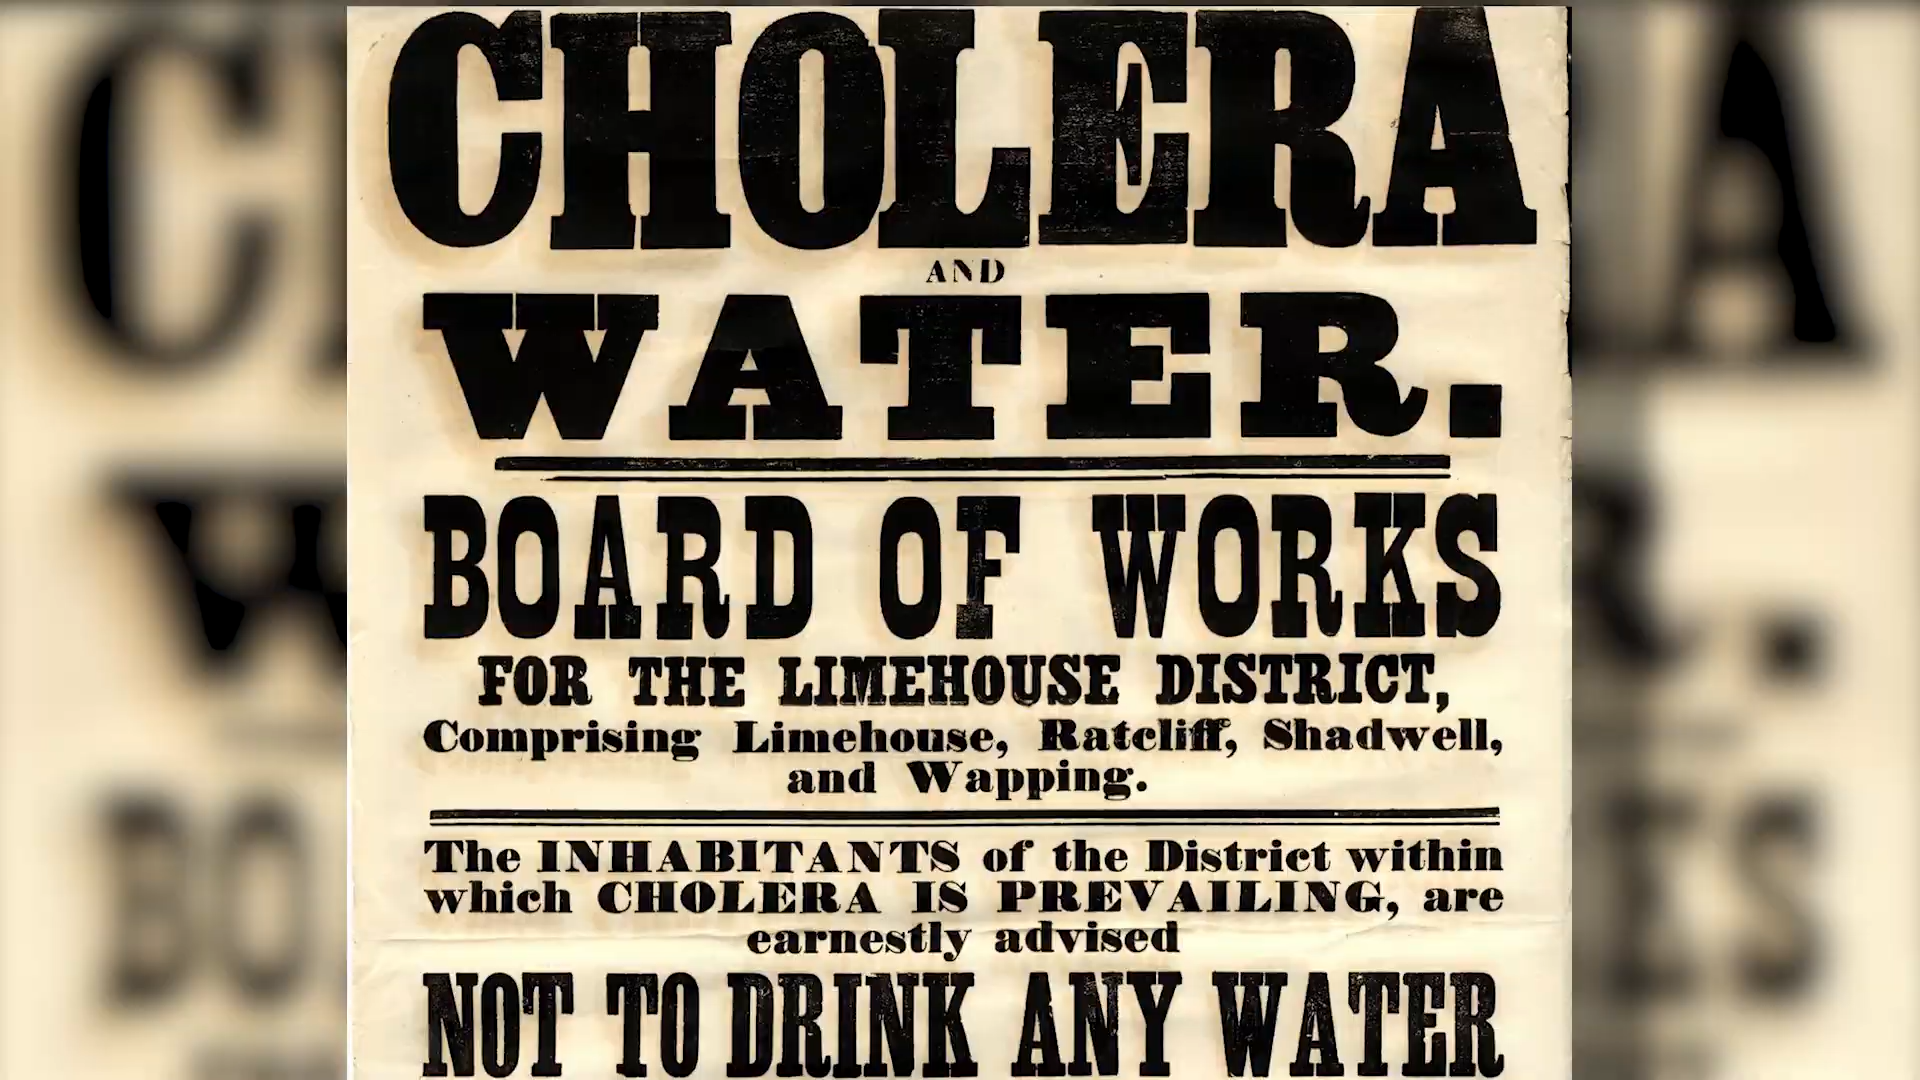 CHOLERA
AND
WATER.
BOARD OF WORKS
FOR THE LIMEHOUSE DISTRICT,
Comprising Limehouse, Ratcliff, Shadwell,
and Wapping.
The INHABITANTS of the District within
which CHOLERA IS PREVAILING, are
earnestly advised
NOT TO DRINK ANY WATER